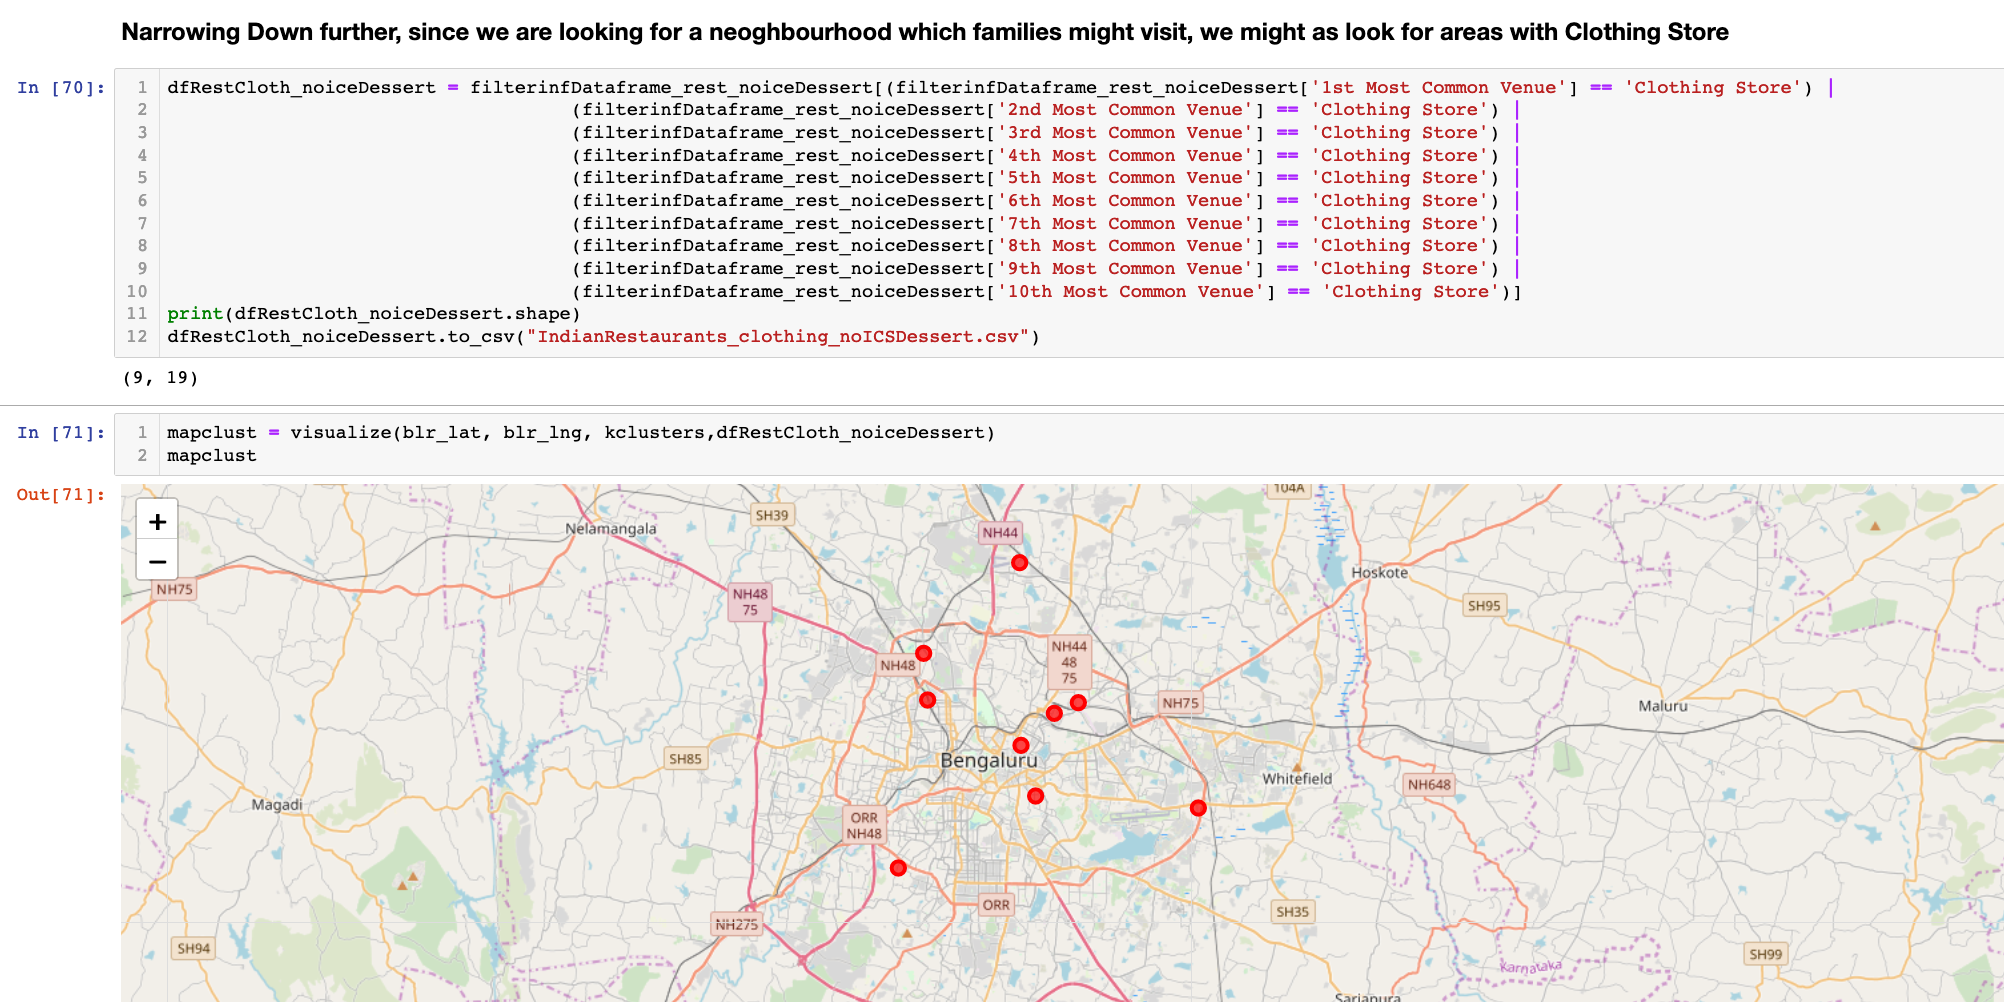 Narrowing Down further, since we are looking for a neoghbourhood which families might visit, we might as look for areas with Clothing Store
In [70]:
1 dfRestCloth_noiceDessert = filterinfDataframe_rest_noiceDessert[(filterinfDataframe_rest_noiceDessert['1st Most Common Venue'] == 'Clothing Store') |
2 (filterinfDataframe_rest_noiceDessert['2nd Most Common Venue'] == 'Clothing Store') |
3 (filterinfDataframe_rest_noiceDessert['3rd Most Common Venue'] == 'Clothing Store') |
4 (filterinfDataframe_rest_noiceDessert['4th Most Common Venue'] == 'Clothing Store') |
5 (filterinfDataframe_rest_noiceDessert['5th Most Common Venue'] == 'Clothing Store') |
6 (filterinfDataframe_rest_noiceDessert['6th Most Common Venue'] == 'Clothing Store') |
7 (filterinfDataframe_rest_noiceDessert['7th Most Common Venue'] == 'Clothing Store') |
8 (filterinfDataframe_rest_noiceDessert['8th Most Common Venue'] == 'Clothing Store') |
9 (filterinfDataframe_rest_noiceDessert['9th Most Common Venue'] == 'Clothing Store') |
10 (filterinfDataframe_rest_noiceDessert['10th Most Common Venue'] == 'Clothing Store')]
11 print(dfRestCloth_noiceDessert.shape)
12 dfRestCloth_noiceDessert.to_csv("IndianRestaurants_clothing_noICSDessert.csv")
(9, 19)
In [71]:
1 mapclust = visualize(blr_lat, blr_lng, kclusters,dfRestCloth_noiceDessert)
2 mapclust
Out[71]:
+
−
104A
SH39
Nelamangala
NH44
Hoskote
NH75
NH48
75
SH95
NH44
48
75
NH48
NH75
Maluru
SH85
Bengaluru
Whitefield
NH648
Magadi
ORR
NH48
ORR
SH35
NH275
SH94
SH99
Karnataka
Sarjapura